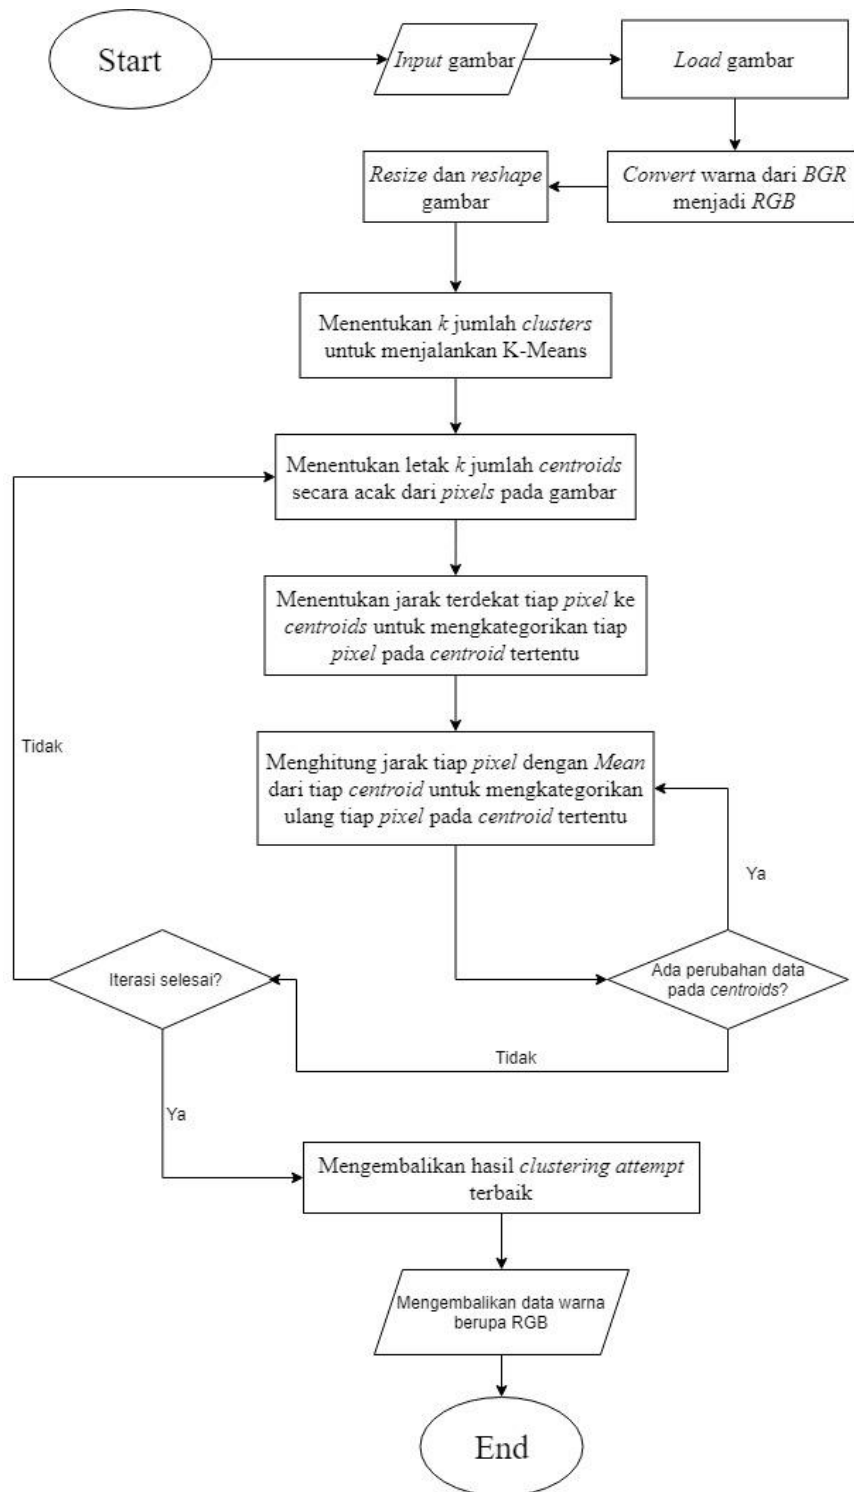 Start
Input gambar
Load gambar
Convert warna dari BGR
menjadi RGB
Resize dan reshape
gambar
Menentukan k jumlah clusters
untuk menjalankan K-Means
Menentukan letak k jumlah centroids
secara acak dari pixels pada gambar
Menentukan jarak terdekat tiap pixel ke
centroids untuk mengkategorikan tiap
pixel pada centroid tertentu
Menghitung jarak tiap pixel dengan Mean
dari tiap centroid untuk mengkategorikan
ulang tiap pixel pada centroid tertentu
Ada perubahan data
pada centroids?
Ya
Tidak
Iterasi selesai?
Tidak
Ya
Mengembalikan hasil clustering attempt
terbaik
Mengembalikan data warna
berupa RGB
End